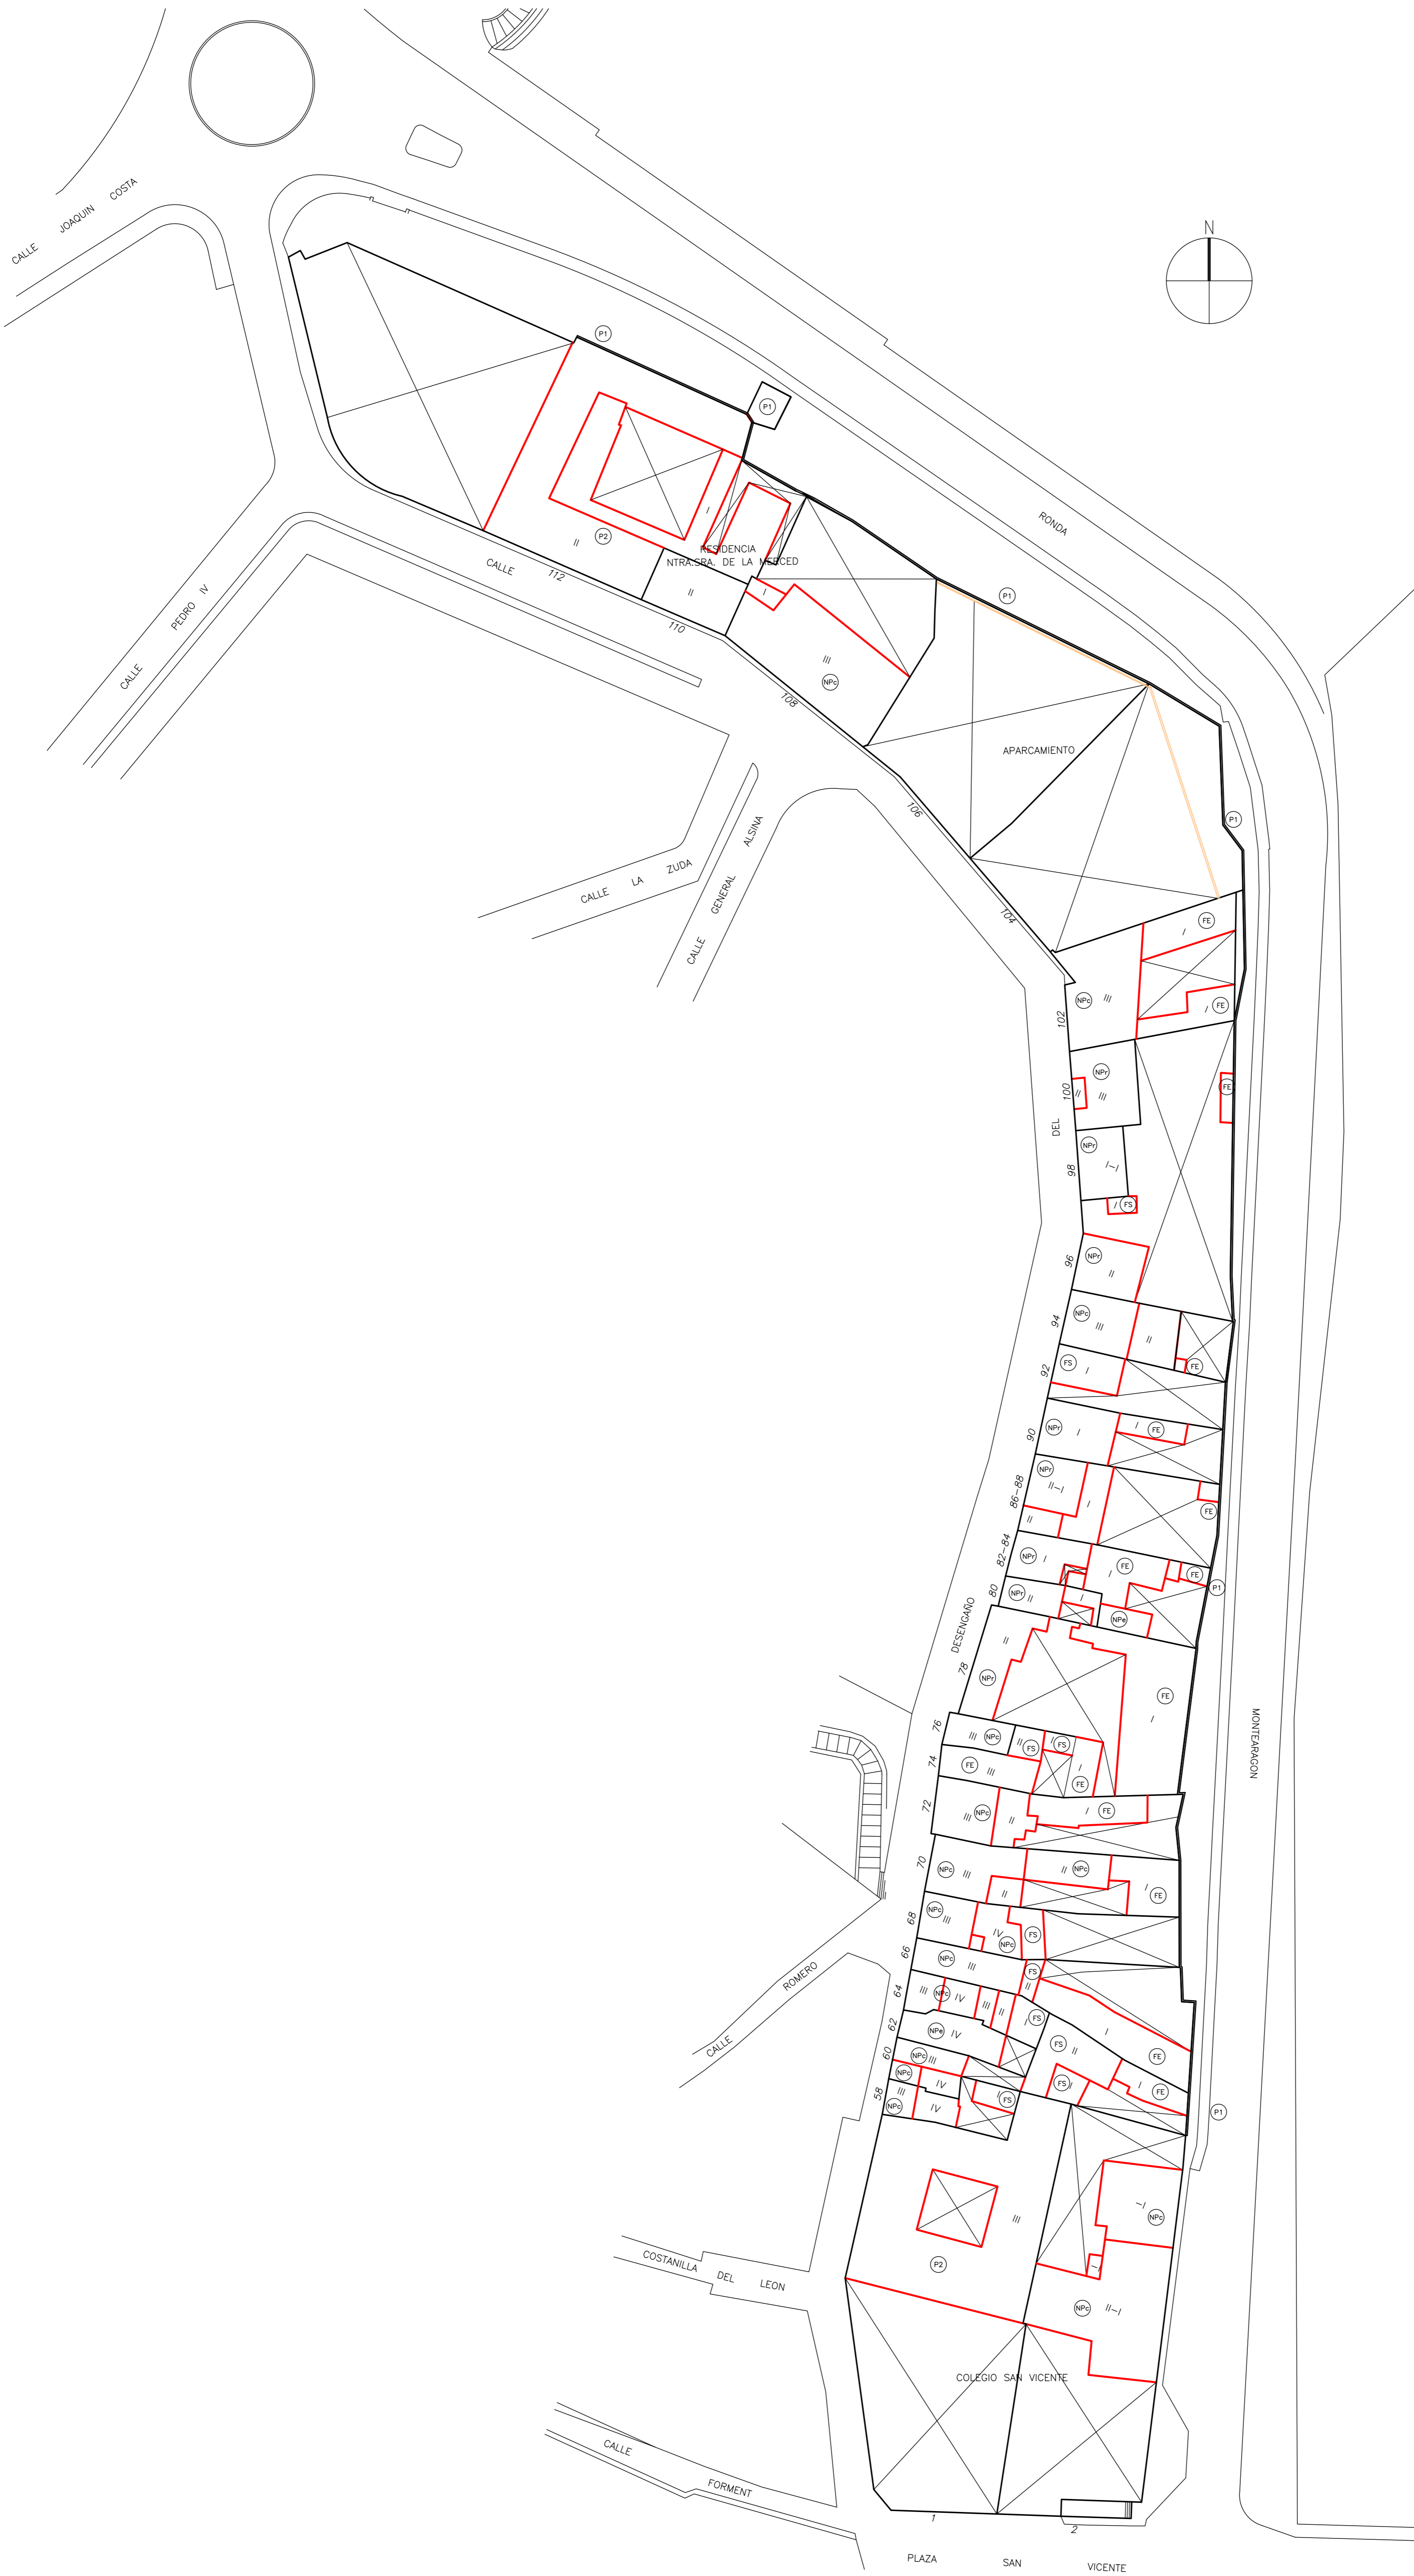 CALLE JOAQUIN COSTA
N
P1
P1
RONDA
I
P2
II
RESIDENCIA
NTRA.SRA. DE LA MERCED
CALLE 112
II
I
P1
CALLE PEDRO IV
110
III
NPc
108
APARCAMIENTO
106
P1
CALLE LA ZUDA
CALLE GENERAL ALSINA
104
FE
I
NPc III
I FE
102
NPr
III
II
100
FE
DEL
NPr
I-I
98
I FS
NPr
II
96
NPc
III
II
94
FS I
FE
92
NPr I
I FE
90
NPr
II-I
I
II
FE
86-88
NPr I
I FE
FE
82-84
P1
NPr II
I
NPe
80
DESENGAÑO
II
NPr
78
FE
I
76
III NPc
II FS
I FS
74
FE III
I
FE
MONTEARAGON
72
III NPc
II
I FE
70
NPc III
II
II NPc
I
FE
68
NPc III
IV NPc
FS
66
NPc III
FS
II
64
III NPc IV III II
I FS
I
FE
62
NPe IV
FS II
60
NPc III
NPc
IV
FS I
I
FE
58
III
NPc
IV
I
FS
P1
CALLE ROMERO
III
P2
-I
NPc
-I
NPc II-I
COSTANILLA DEL LEON
COLEGIO SAN VICENTE
CALLE FORMENT
1
2
PLAZA SAN VICENTE